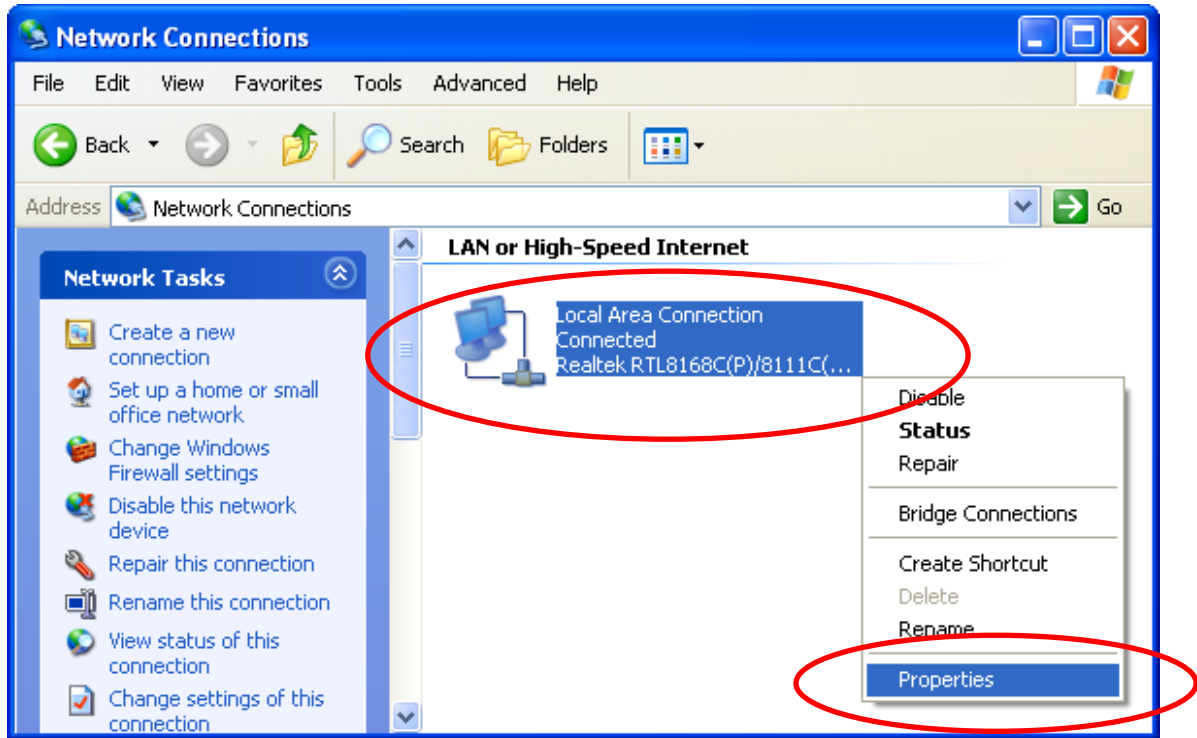 Network Connections
File Edit View Favorites Tools Advanced Help
Back Search Folders
Address Network Connections Go
Network Tasks
Create a new
connection
Set up a home or small
office network
Change Windows
Firewall settings
Disable this network
device
Repair this connection
Rename this connection
View status of this
connection
Change settings of this
connection
LAN or High-Speed Internet
Local Area Connection
Connected
Realtek RTL8168C(P)/8111C(...
Disable
Status
Repair
Bridge Connections
Create Shortcut
Delete
Rename
Properties